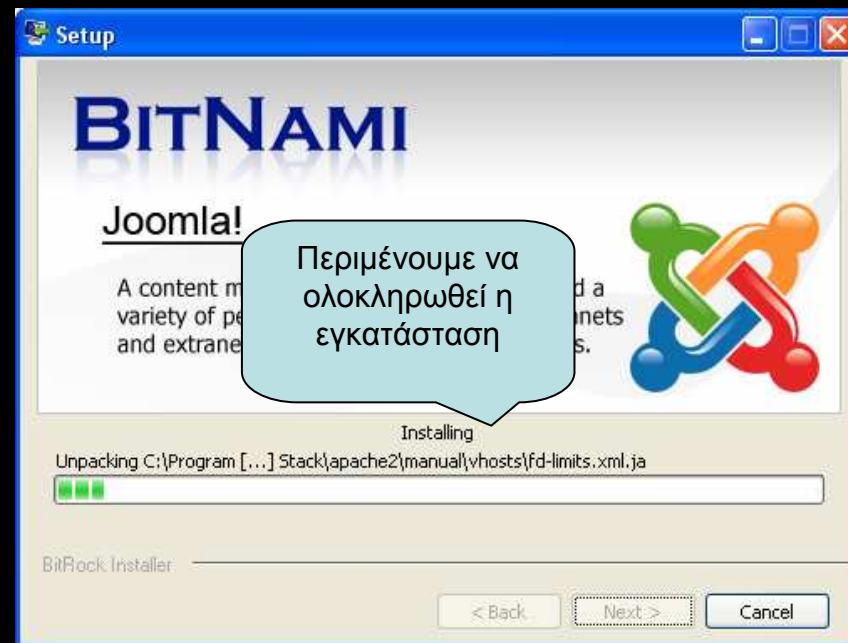 Setup
BITNAMI
Joomla!
Περιμένουμε να
ολοκληρωθεί η
εγκατάσταση
A content m d a
variety of pe nets
and extrane s.
Installing
Unpacking C:\Program [...] Stack\apache2\manual\vhosts\fd-limits.xml.ja
BitRock Installer
< Back Next > Cancel